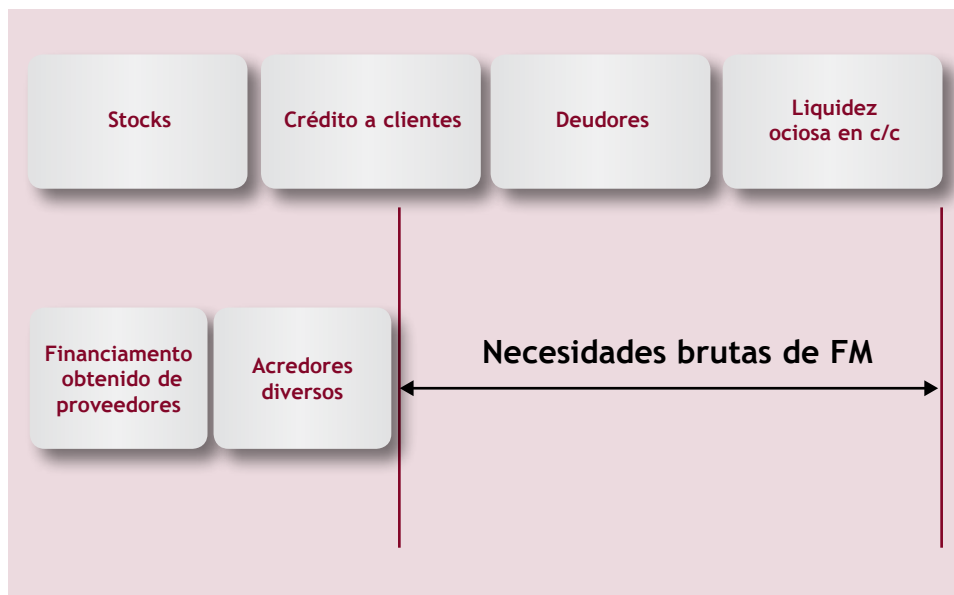 Stocks
Crédito a clientes
Deudores
Liquidez
ociosa en c/c
Financiamento
obtenido de
proveedores
Acredores
diversos
Necesidades brutas de FM